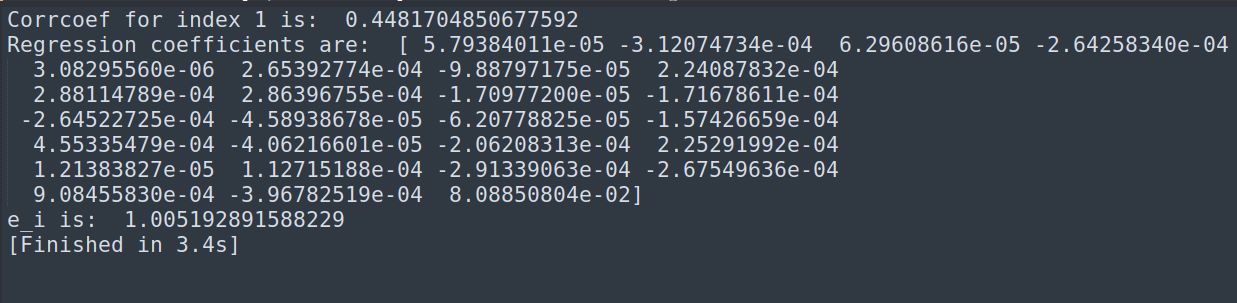 Corrcoef for index 1 is:  0.4481704850677592
Regression coefficients are:  [ 5.79384011e-05 -3.12074734e-04  6.29608616e-05 -2.64258340e-04
  3.08295560e-06  2.65392774e-04 -9.88797175e-05  2.24087832e-04
  2.88114789e-04  2.86396755e-04 -1.70977200e-05 -1.71678611e-04
 -2.64522725e-04 -4.58938678e-05 -6.20778825e-05 -1.57426659e-04
  4.55335479e-04 -4.06216601e-05 -2.06208313e-04  2.25291992e-04
  1.21383827e-05  1.12715188e-04 -2.91339063e-04 -2.67549636e-04
  9.08455830e-04 -3.96782519e-04  8.08850804e-02]
e_i is:  1.005192891588229
[Finished in 3.4s]